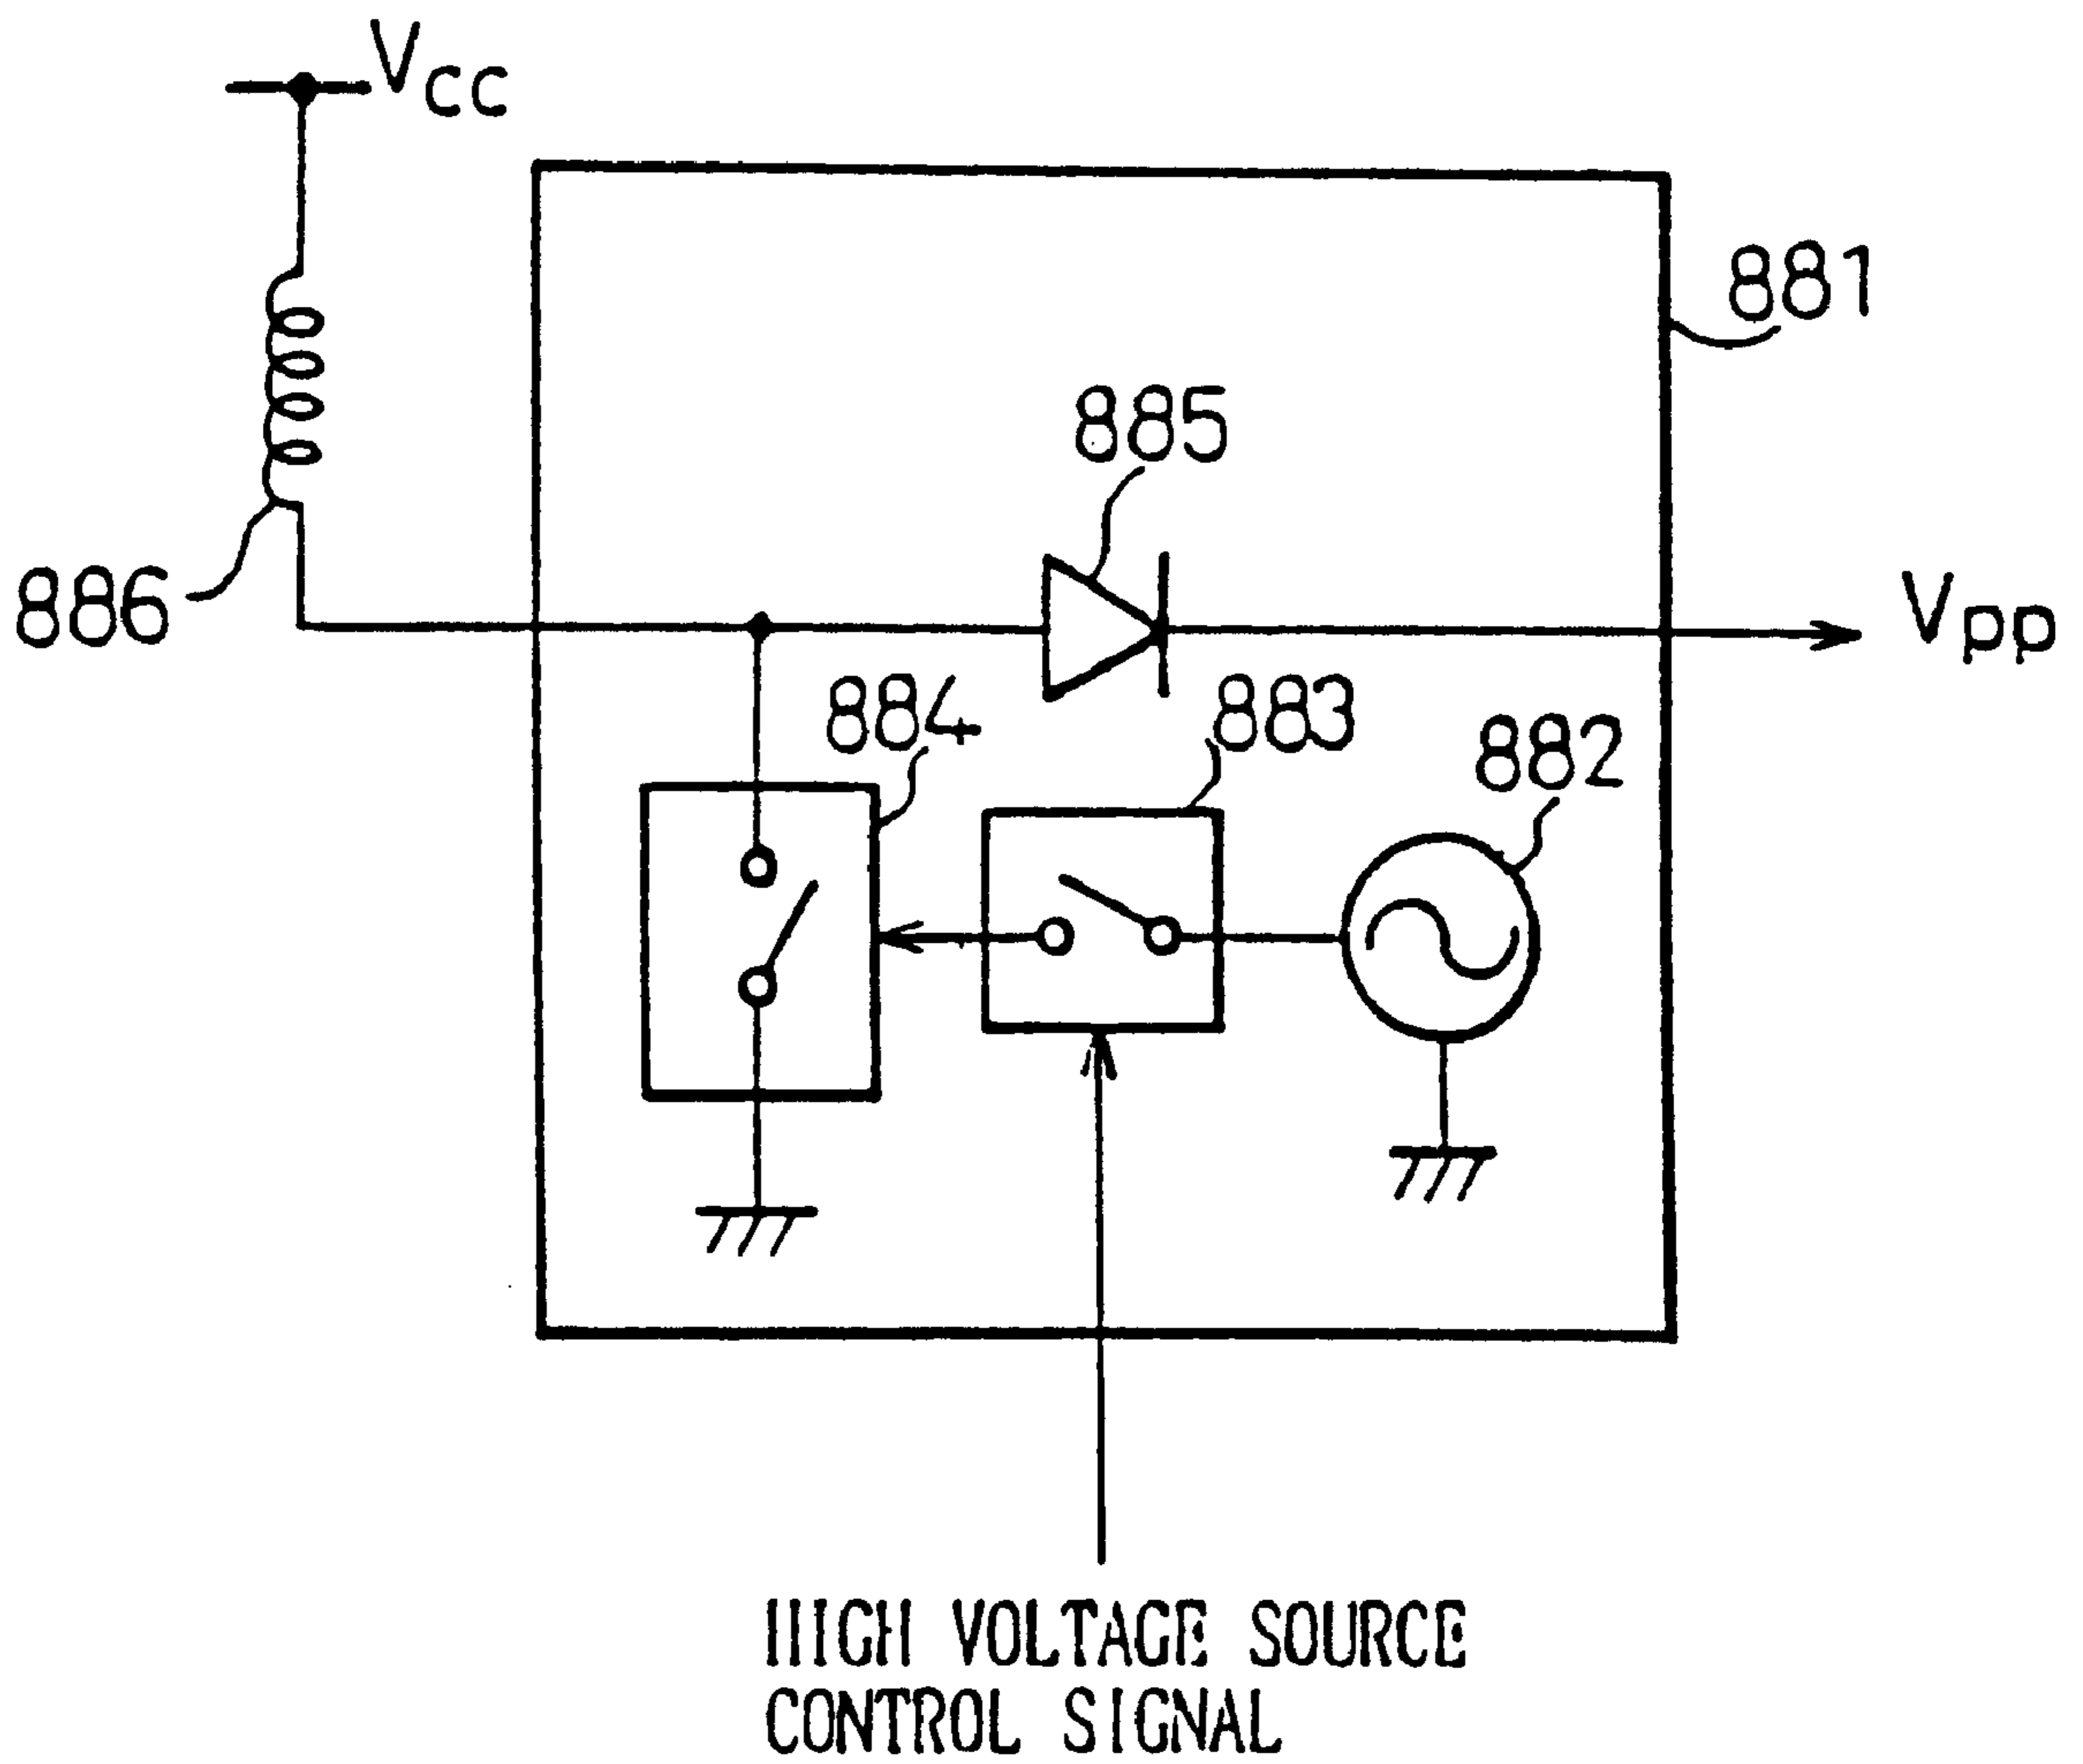 Vcc
881
885
886
Vpp
884
883
882
HIGH VOLTAGE SOURCE
CONTROL SIGNAL